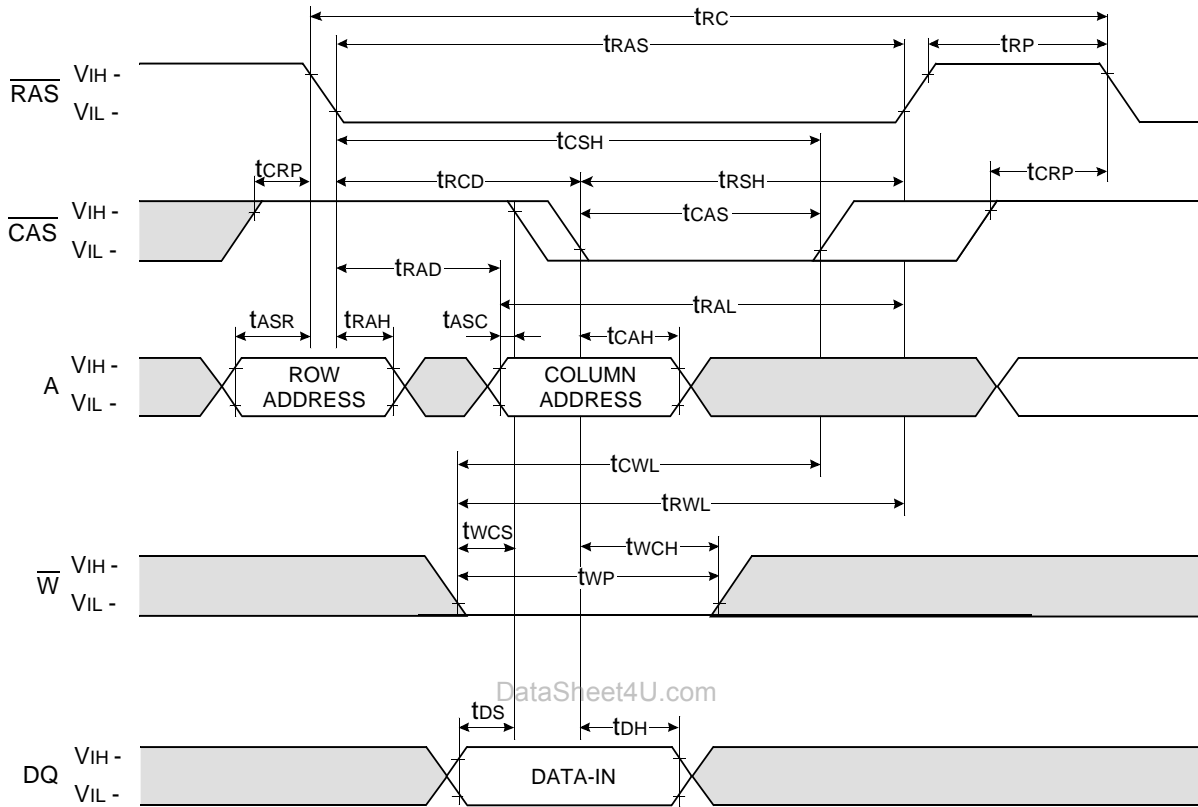 tRC
tRAS
tRP
RAS
VIH -
VIL -
tCSH
tCRP
tRCD
tRSH
tCRP
CAS
VIH -
VIL -
tCAS
tRAD
tRAL
tASR
tRAH
tASC
tCAH
A
VIH -
VIL -
ROW
ADDRESS
COLUMN
ADDRESS
tCWL
tRWL
tWCS
tWCH
W
VIH -
VIL -
tWP
DataSheet4U.com
tDS
tDH
DQ
VIH -
VIL -
DATA-IN